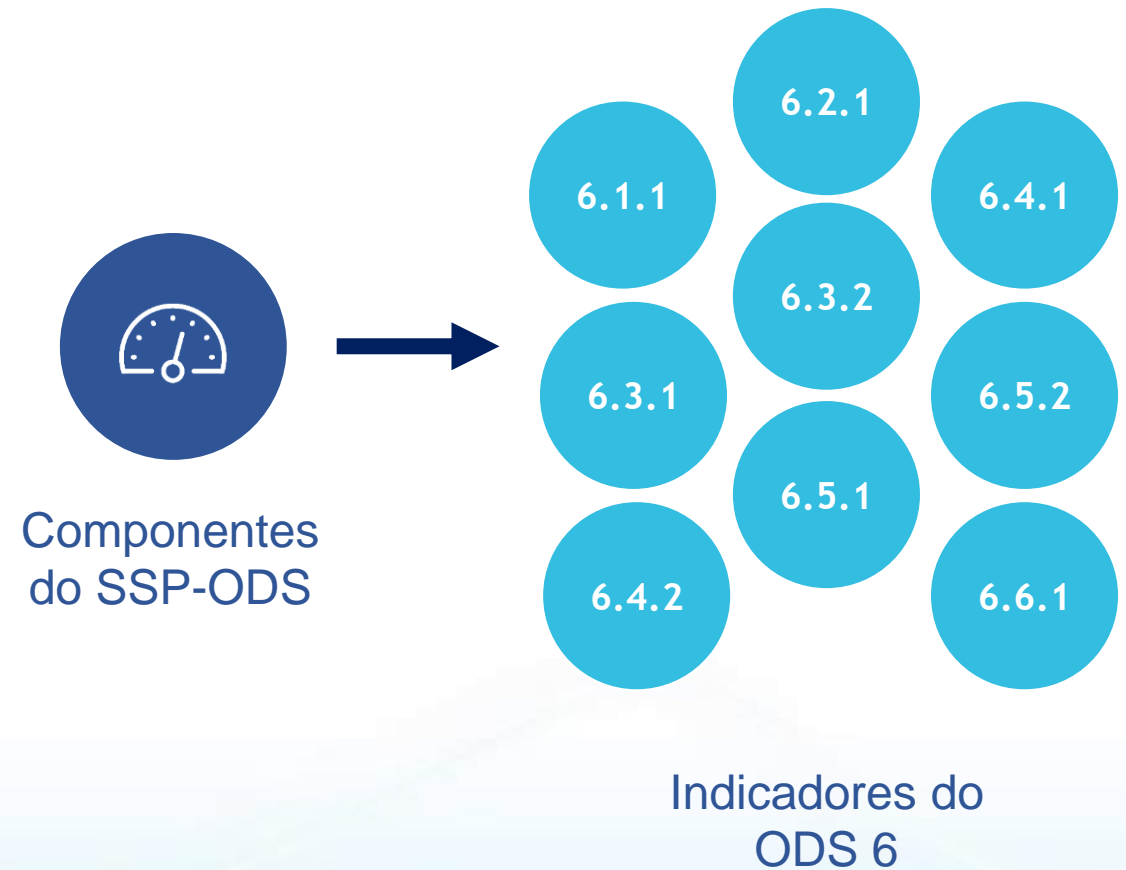 Componentes
do SSP-ODS
6.1.1
6.2.1
6.4.1
6.3.1
6.3.2
6.5.2
6.4.2
6.5.1
6.6.1
Indicadores do
ODS 6